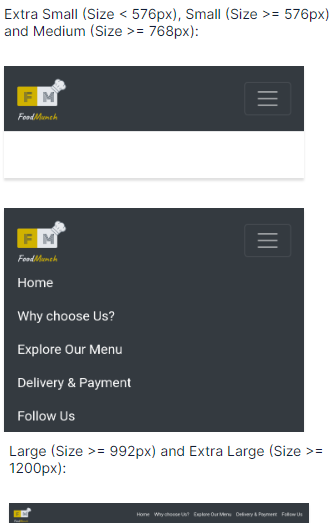 Extra Small (Size < 576px), Small (Size >= 576px)
and Medium (Size >= 768px):
F M
FoodMunch
F M
FoodMunch
Home
Why choose Us?
Explore Our Menu
Delivery & Payment
Follow Us
Large (Size >= 992px) and Extra Large (Size >=
1200px):
F M
Home Why choose Us? Explore Our Menu Delivery & Payment Follow Us